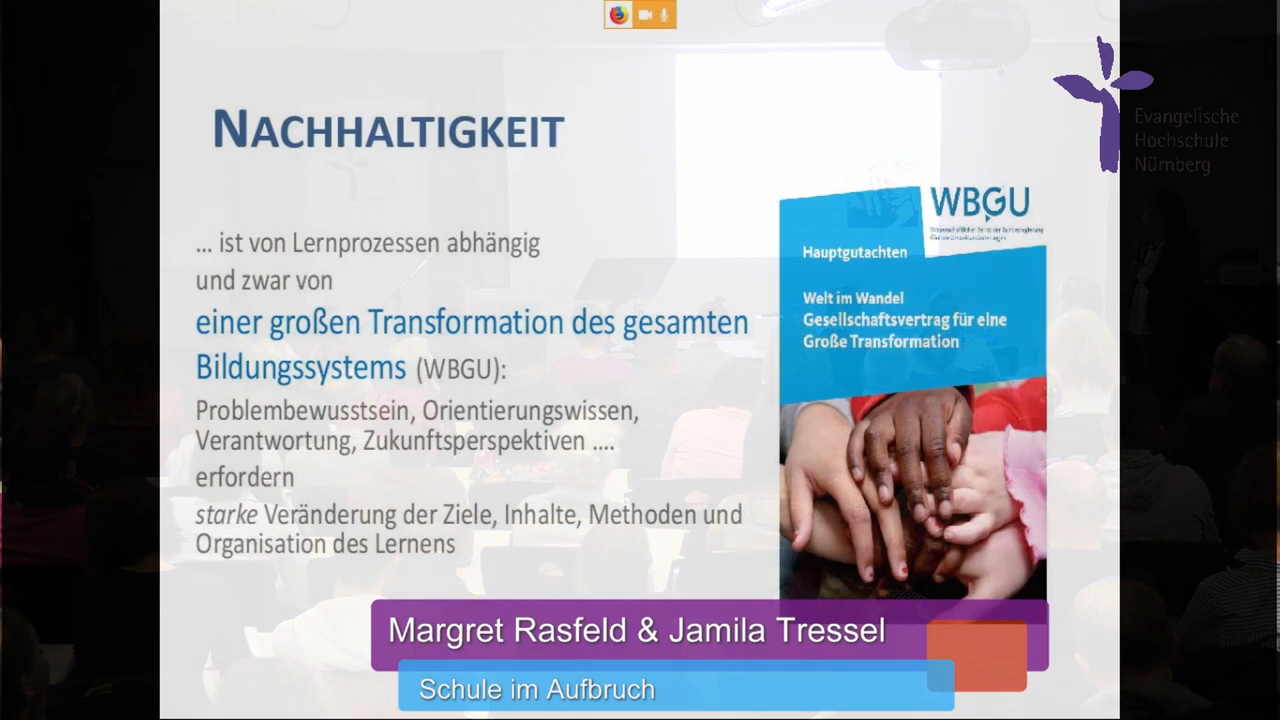 NACHHALTIGKEIT
... ist von Lernprozessen abhängig
und zwar von
einer großen Transformation des gesamten
Bildungssystems (WBGU):
Problembewusstsein, Orientierungswissen,
Verantwortung, Zukunftsperspektiven ....
erfordern
starke Veränderung der Ziele, Inhalte, Methoden und
Organisation des Lernens
WBGU
Hauptgutachten
Welt im Wandel
Gesellschaftsvertrag für eine
Große Transformation
Evangelische
Hochschule
Nürnberg
Margret Rasfeld & Jamila Tressel
Schule im Aufbruch